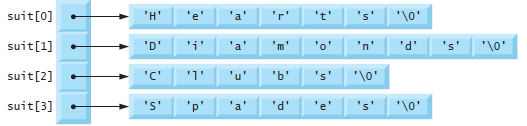 suit[0] 'H' 'e' 'a' 'r' 't' 's' '\0'
suit[1] 'D' 'i' 'a' 'm' 'o' 'n' 'd' 's' '\0'
suit[2] 'C' 'l' 'u' 'b' 's' '\0'
suit[3] 'S' 'p' 'a' 'd' 'e' 's' '\0'